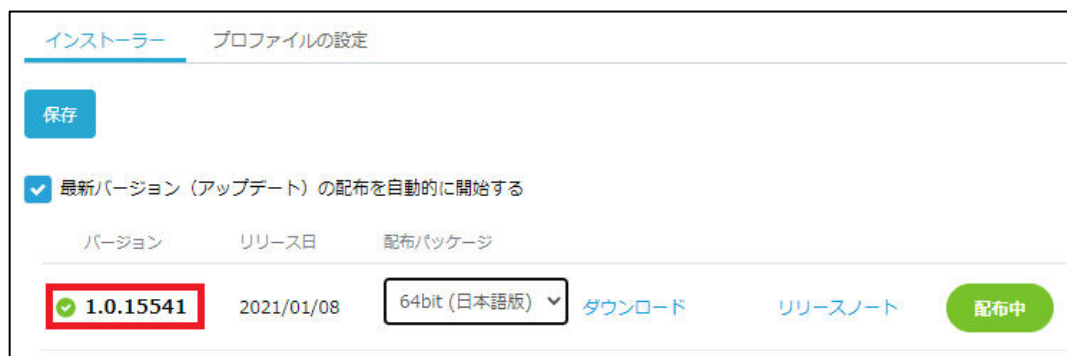 インストーラー プロファイルの設定
保存
最新バージョン（アップデート）の配布を自動的に開始する
バージョン リリース日 配布パッケージ
1.0.15541 2021/01/08 64bit (日本語版) ダウンロード リリースノート 配布中